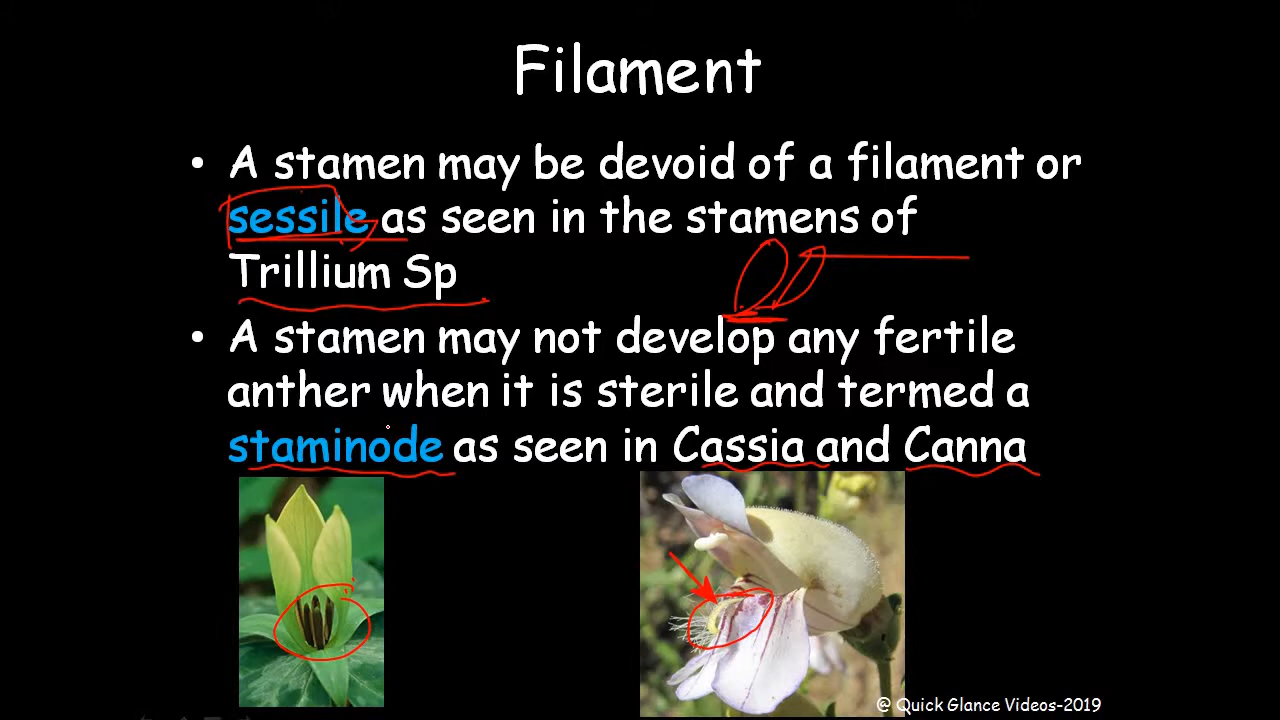 Filament
• A stamen may be devoid of a filament or
sessile as seen in the stamens of
Trillium Sp
• A stamen may not develop any fertile
anther when it is sterile and termed a
staminode as seen in Cassia and Canna
@ Quick Glance Videos-2019